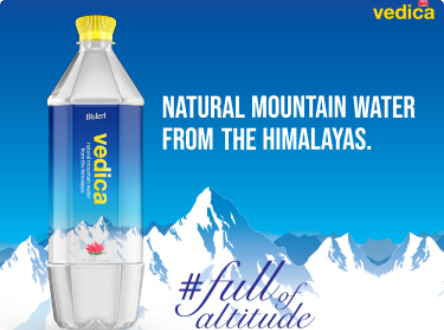 vedica
NATURAL MOUNTAIN WATER
FROM THE HIMALAYAS.
Bisleri
vedica
natural mountain water
from the himalayas
#full of
altitude